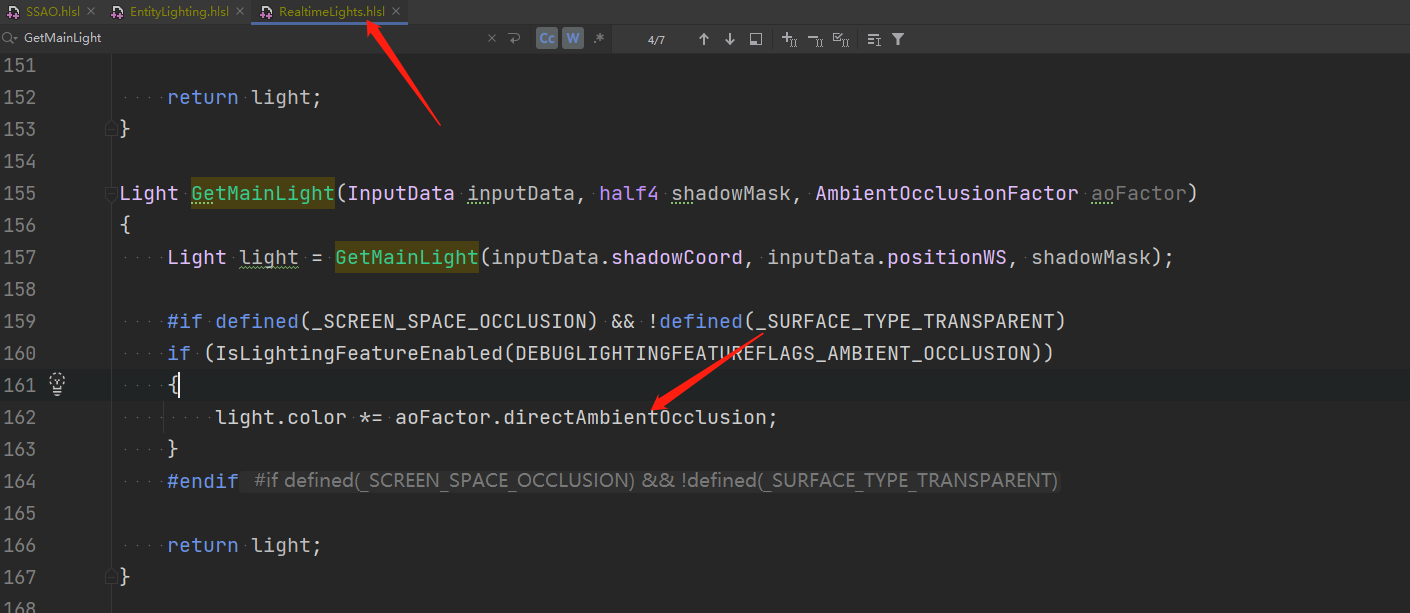 SSAO.hlsl EntityLighting.hlsl RealtimeLights.hlsl
GetMainLight Cc W .* 4/7
151
152 return light;
153 }
154
155 Light GetMainLight(InputData inputData, half4 shadowMask, AmbientOcclusionFactor aoFactor)
156 {
157 Light light = GetMainLight(inputData.shadowCoord, inputData.positionWS, shadowMask);
158
159 #if defined(_SCREEN_SPACE_OCCLUSION) && !defined(_SURFACE_TYPE_TRANSPARENT)
160 if (IsLightingFeatureEnabled(DEBUGLIGHTINGFEATUREFLAGS_AMBIENT_OCCLUSION))
161 {
162 light.color *= aoFactor.directAmbientOcclusion;
163 }
164 #endif #if defined(_SCREEN_SPACE_OCCLUSION) && !defined(_SURFACE_TYPE_TRANSPARENT)
165
166 return light;
167 }
168